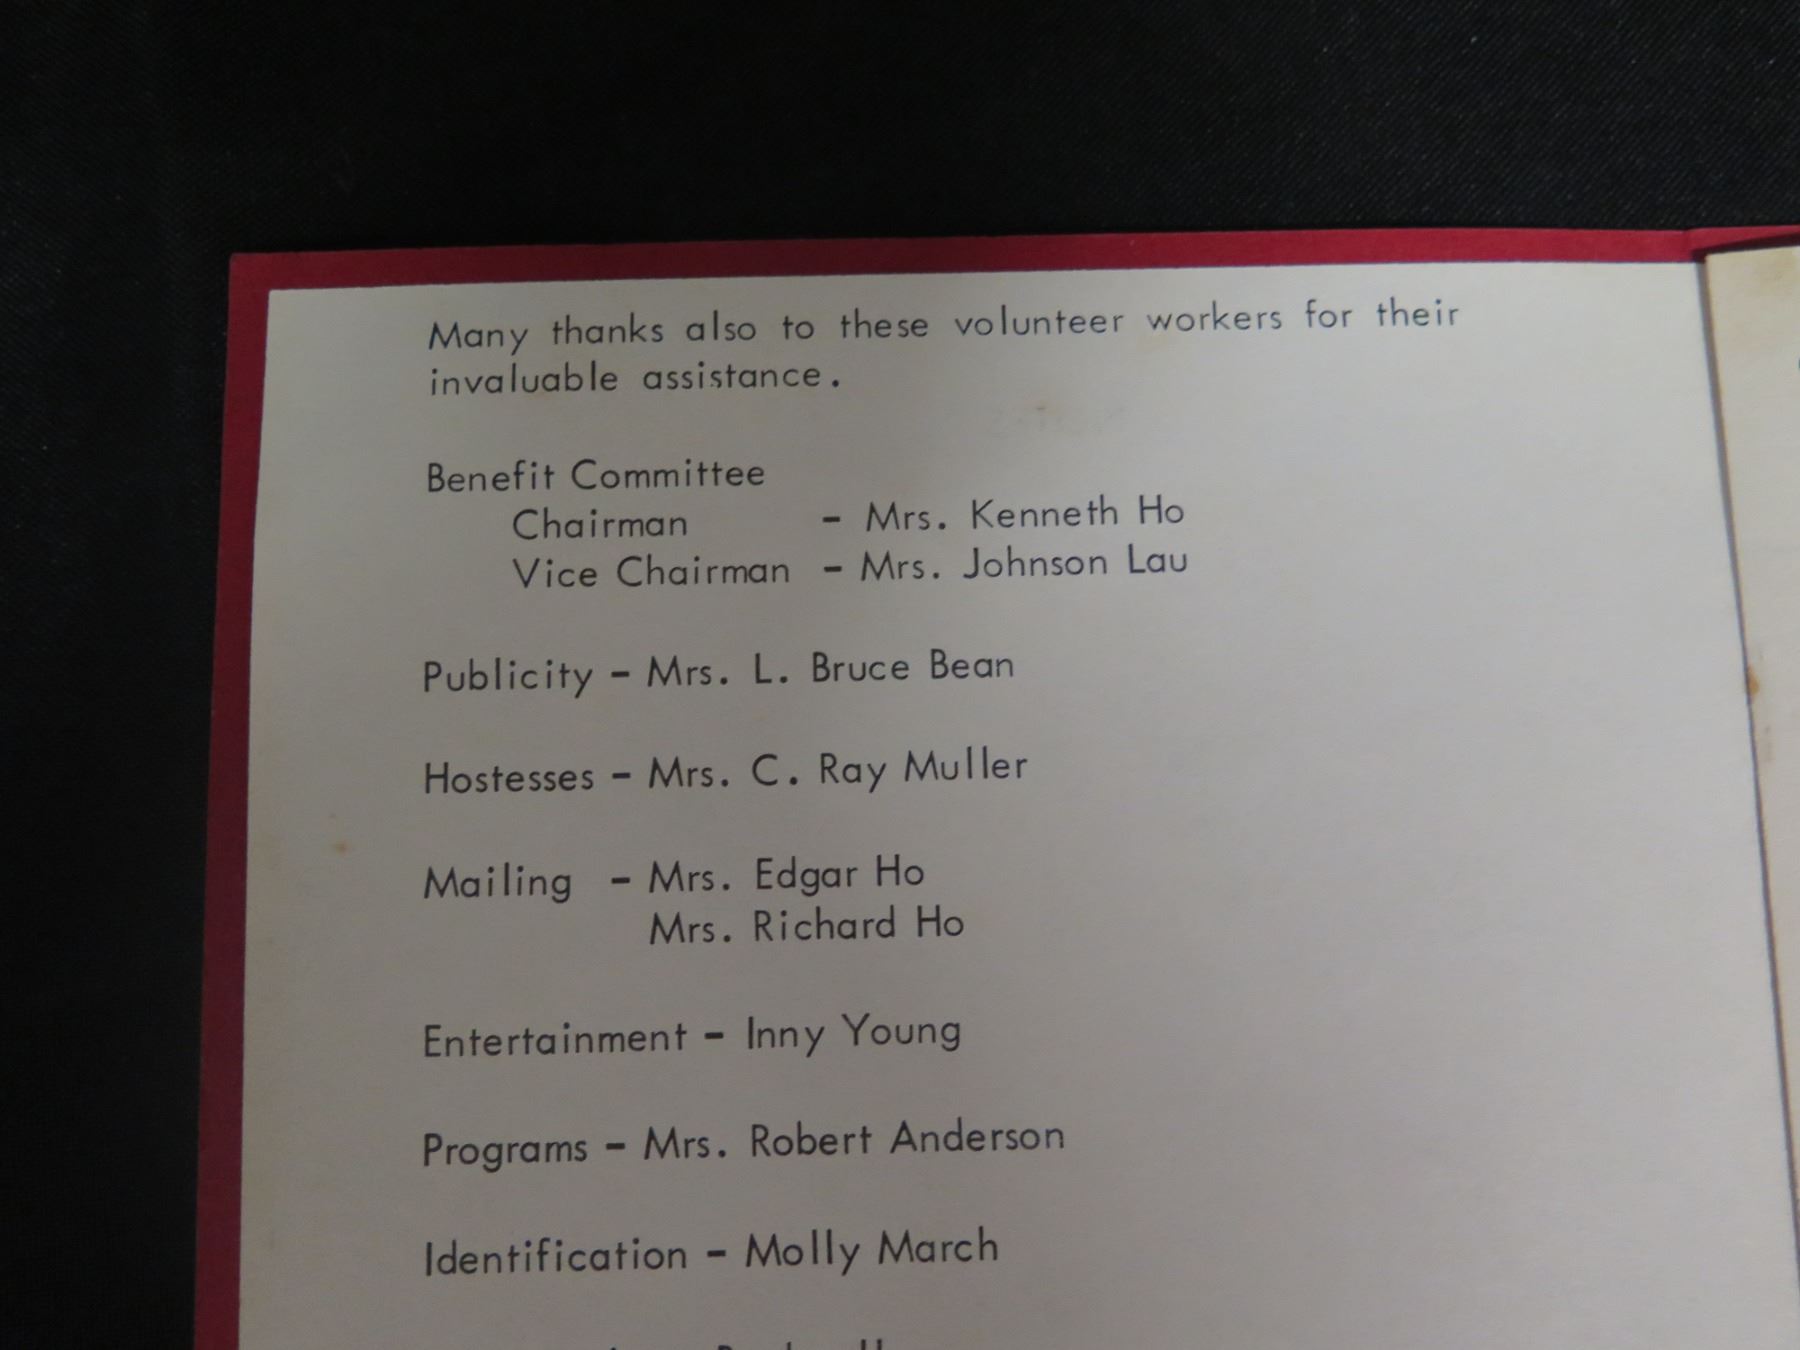 Many thanks also to these volunteer workers for their
invaluable assistance.
Benefit Committee
Chairman - Mrs. Kenneth Ho
Vice Chairman - Mrs. Johnson Lau
Publicity - Mrs. L. Bruce Bean
Hostesses - Mrs. C. Ray Muller
Mailing - Mrs. Edgar Ho
Mrs. Richard Ho
Entertainment - Inny Young
Programs - Mrs. Robert Anderson
Identification - Molly March